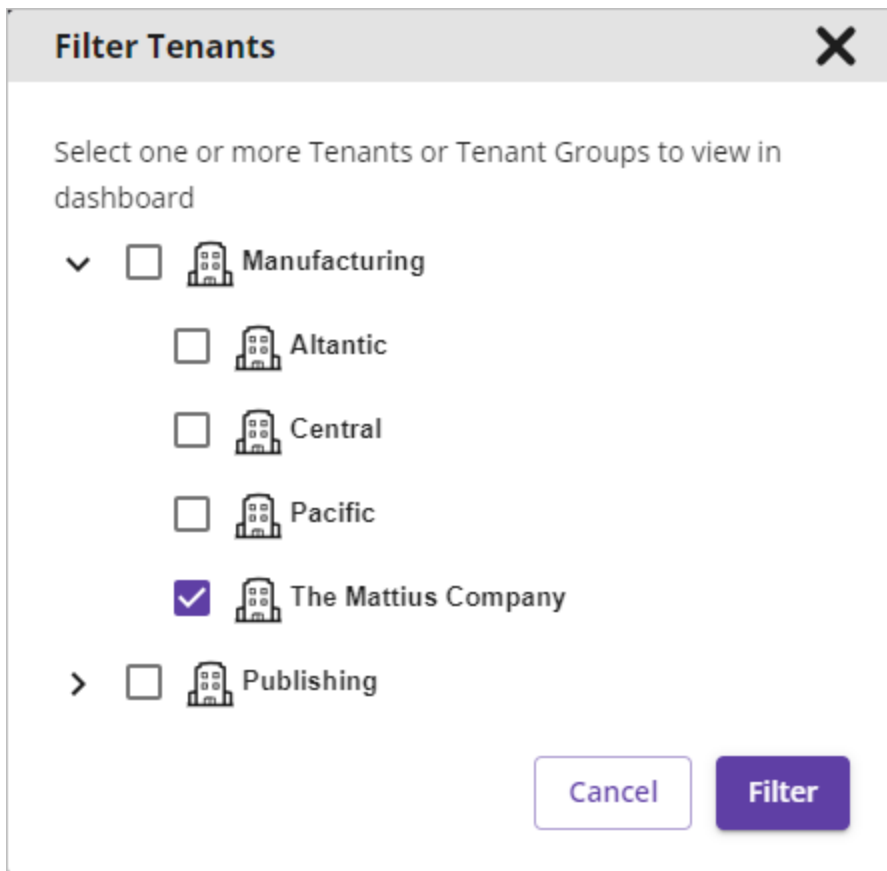 Filter Tenants
Select one or more Tenants or Tenant Groups to view in
dashboard
Manufacturing
Altantic
Central
Pacific
The Mattius Company
Publishing
Cancel
Filter